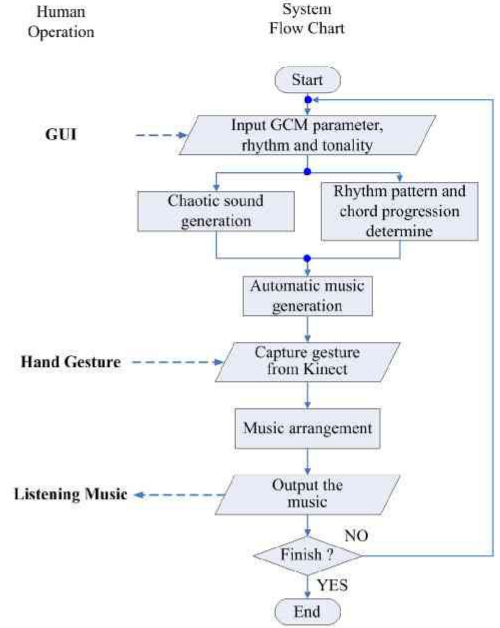 Human
Operation
System
Flow Chart
Start
GUI
Input GCM parameter,
rhythm and tonality
Chaotic sound
generation
Rhythm pattern and
chord progression
determine
Automatic music
generation
Hand Gesture
Capture gesture
from Kinect
Music arrangement
Listening Music
Output the
music
NO
Finish ?
YES
End